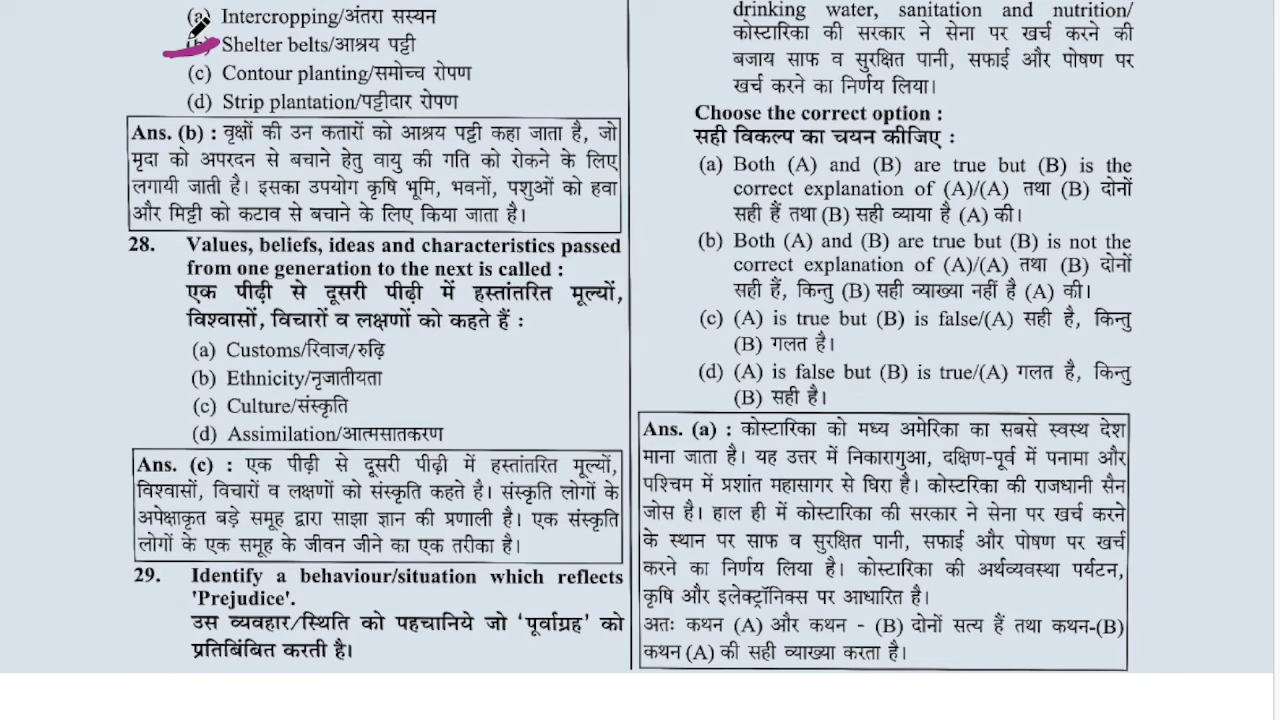 (a) Intercropping/अंतरा सस्यन
(b) Shelter belts/आश्रय पट्टी
(c) Contour planting/समोच्च रोपण
(d) Strip plantation/पट्टीदार रोपण
Ans. (b) : वृक्षों की उन कतारों को आश्रय पट्टी कहा जाता है, जो
मृदा को अपरदन से बचाने हेतु वायु की गति को रोकने के लिए
लगायी जाती है। इसका उपयोग कृषि भूमि, भवनों, पशुओं को हवा
और मिट्टी को कटाव से बचाने के लिए किया जाता है।
28. Values, beliefs, ideas and characteristics passed
from one generation to the next is called :
एक पीढ़ी से दूसरी पीढ़ी में हस्तांतरित मूल्यों,
विश्वासों, विचारों व लक्षणों को कहते हैं :
(a) Customs/रिवाज/रुढ़ि
(b) Ethnicity/नृजातीयता
(c) Culture/संस्कृति
(d) Assimilation/आत्मसातकरण
Ans. (c) : एक पीढ़ी से दूसरी पीढ़ी में हस्तांतरित मूल्यों,
विश्वासों, विचारों व लक्षणों को संस्कृति कहते है। संस्कृति लोगों के
अपेक्षाकृत बड़े समूह द्वारा साझा ज्ञान की प्रणाली है। एक संस्कृति
लोगों के एक समूह के जीवन जीने का एक तरीका है।
29. Identify a behaviour/situation which reflects
'Prejudice'.
उस व्यवहार/स्थिति को पहचानिये जो ‘पूर्वाग्रह’ को
प्रतिबिंबित करती है।
drinking water, sanitation and nutrition/
कोस्टारिका की सरकार ने सेना पर खर्च करने की
बजाय साफ व सुरक्षित पानी, सफाई और पोषण पर
खर्च करने का निर्णय लिया।
Choose the correct option :
सही विकल्प का चयन कीजिए :
(a) Both (A) and (B) are true but (B) is the
correct explanation of (A)/(A) तथा (B) दोनों
सही हैं तथा (B) सही व्याया है (A) की।
(b) Both (A) and (B) are true but (B) is not the
correct explanation of (A)/(A) तथा (B) दोनों
सही हैं, किन्तु (B) सही व्याख्या नहीं है (A) की।
(c) (A) is true but (B) is false/(A) सही है, किन्तु
(B) गलत है।
(d) (A) is false but (B) is true/(A) गलत है, किन्तु
(B) सही है।
Ans. (a) : कोस्टारिका को मध्य अमेरिका का सबसे स्वस्थ देश
माना जाता है। यह उत्तर में निकारागुआ, दक्षिण-पूर्व में पनामा और
पश्चिम में प्रशांत महासागर से घिरा है। कोस्टरिका की राजधानी सैन
जोस है। हाल ही में कोस्टारिका की सरकार ने सेना पर खर्च करने
के स्थान पर साफ व सुरक्षित पानी, सफाई और पोषण पर खर्च
करने का निर्णय लिया है। कोस्टारिका की अर्थव्यवस्था पर्यटन,
कृषि और इलेक्ट्रॉनिक्स पर आधारित है।
अतः कथन (A) और कथन - (B) दोनों सत्य हैं तथा कथन-(B)
कथन (A) की सही व्याख्या करता है।